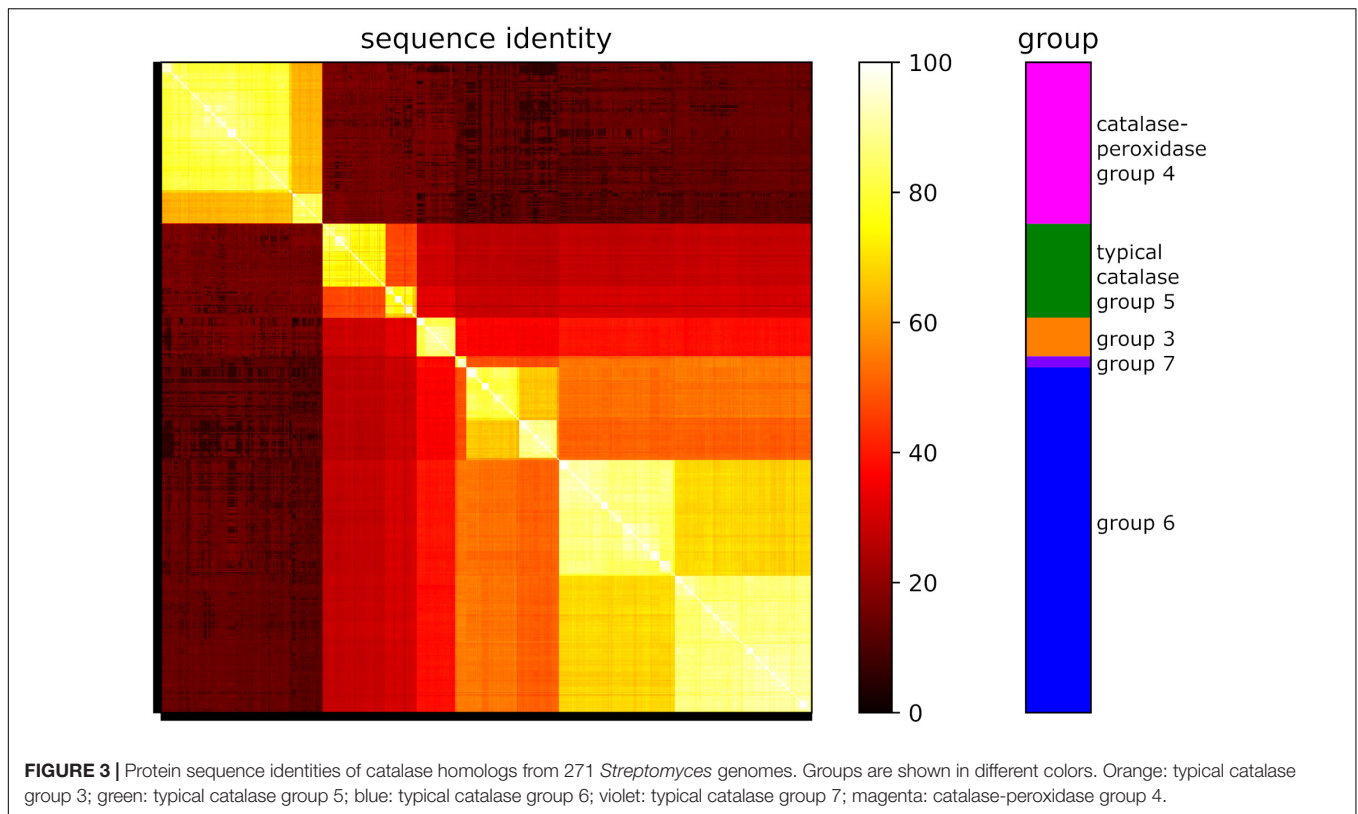 sequence identity
group
100
80
60
40
20
0
catalase-
peroxidase
group 4
typical
catalase
group 5
group 3
group 7
group 6
FIGURE 3 | Protein sequence identities of catalase homologs from 271 Streptomyces genomes. Groups are shown in different colors. Orange: typical catalase
group 3; green: typical catalase group 5; blue: typical catalase group 6; violet: typical catalase group 7; magenta: catalase-peroxidase group 4.